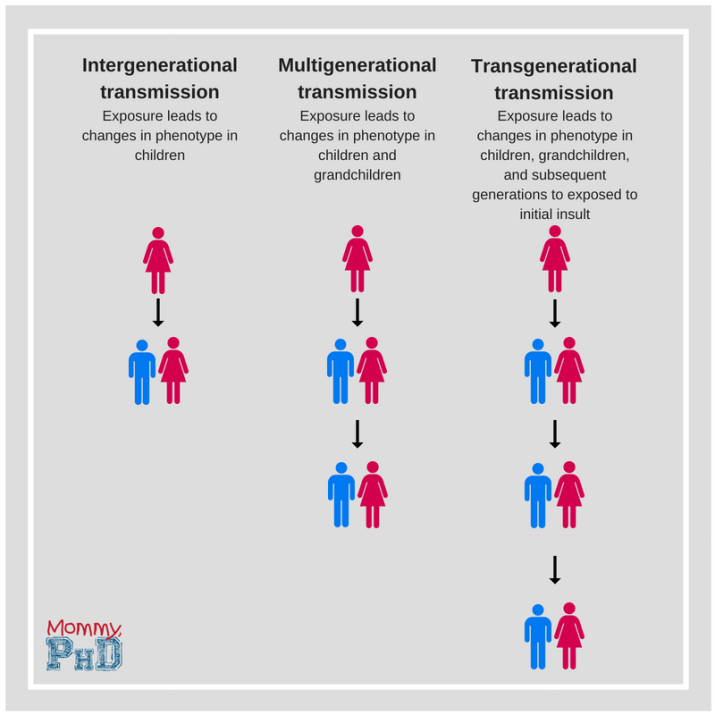 Intergenerational
transmission
Exposure leads to
changes in phenotype in
children
Multigenerational
transmission
Exposure leads to
changes in phenotype in
children and
grandchildren
Transgenerational
transmission
Exposure leads to
changes in phenotype in
children, grandchildren,
and subsequent
generations to exposed to
initial insult
Mommy,
PHD